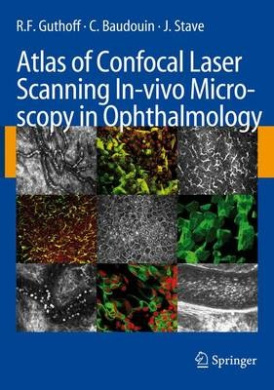 R.F. Guthoff · C. Baudouin · J. Stave
Atlas of Confocal Laser
Scanning In-vivo Micro-
scopy in Ophthalmology
Springer